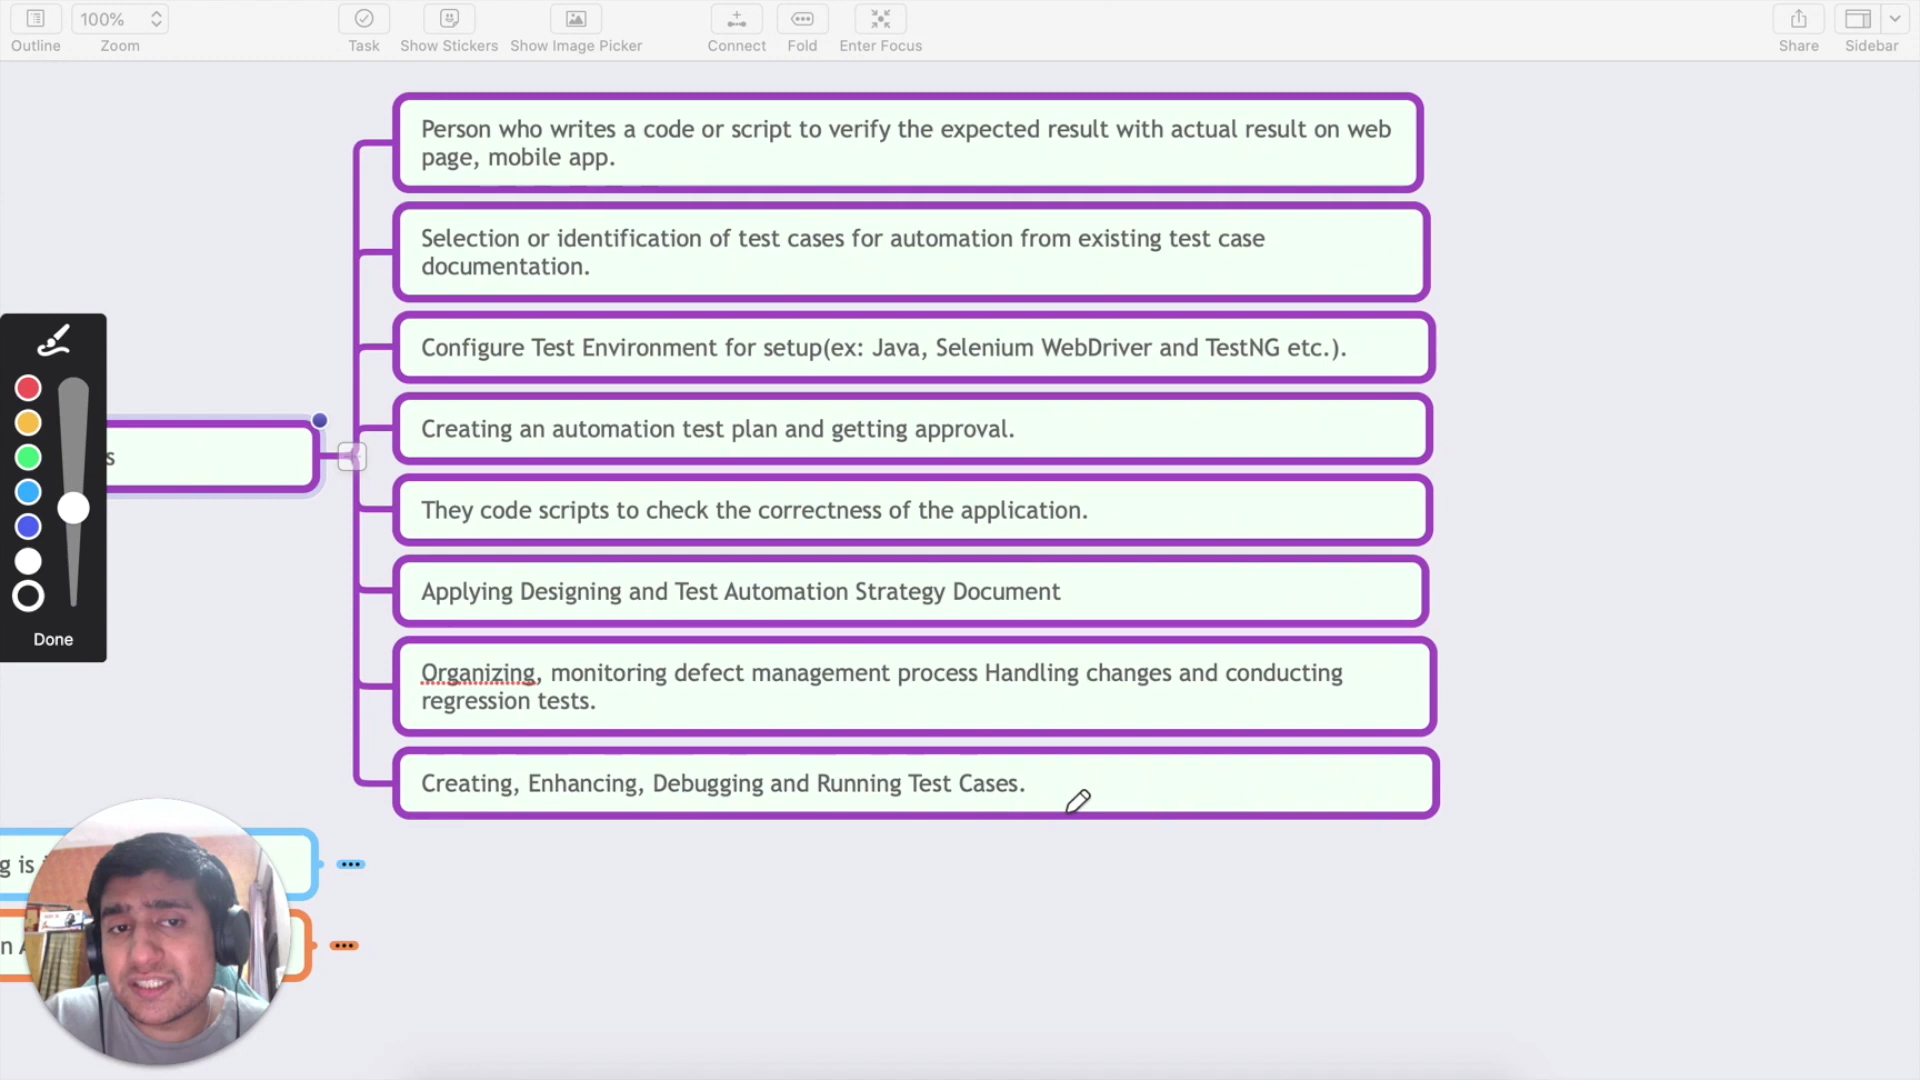 100%
Outline
Zoom
Task
Show Stickers
Show Image Picker
Connect
Fold
Enter Focus
Share
Sidebar
Person who writes a code or script to verify the expected result with actual result on web
page, mobile app.
Selection or identification of test cases for automation from existing test case
documentation.
Configure Test Environment for setup(ex: Java, Selenium WebDriver and TestNG etc.).
s
Creating an automation test plan and getting approval.
They code scripts to check the correctness of the application.
Applying Designing and Test Automation Strategy Document
Done
Organizing, monitoring defect management process Handling changes and conducting
regression tests.
Creating, Enhancing, Debugging and Running Test Cases.
g is
n